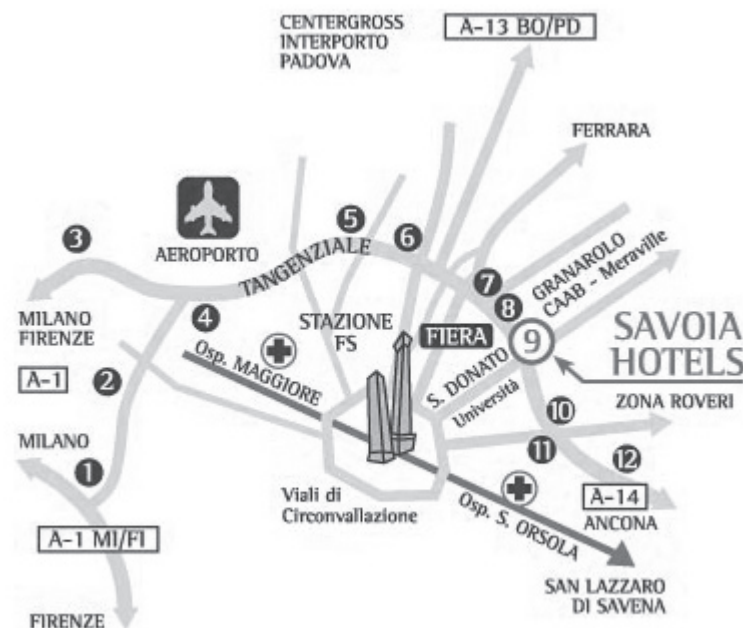 CENTERGROSS
INTERPORTO
PADOVA
A-13 BO/PD
FERRARA
AEROPORTO
3
5
6
TANGENZIALE
7
8
GRANAROLO
CAAB - Meraville
MILANO
FIRENZE
4
STAZIONE
FS
FIERA
9
SAVOIA
HOTELS
A-1
2
Osp. MAGGIORE
S. DONATO
Università
10
ZONA ROVERI
MILANO
1
11
12
Viali di
Circonvallazione
Osp. S. ORSOLA
A-14
ANCONA
A-1 MI/FI
SAN LAZZARO
DI SAVENA
FIRENZE